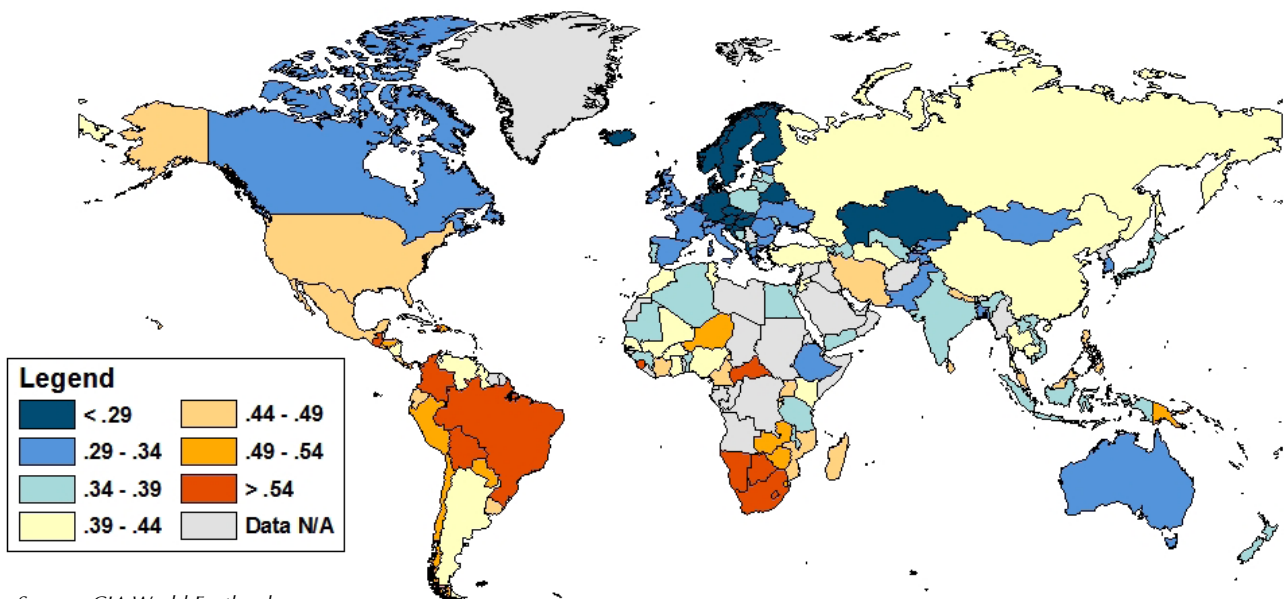 Legend
< .29
.29 - .34
.34 - .39
.39 - .44
.44 - .49
.49 - .54
> .54
Data N/A